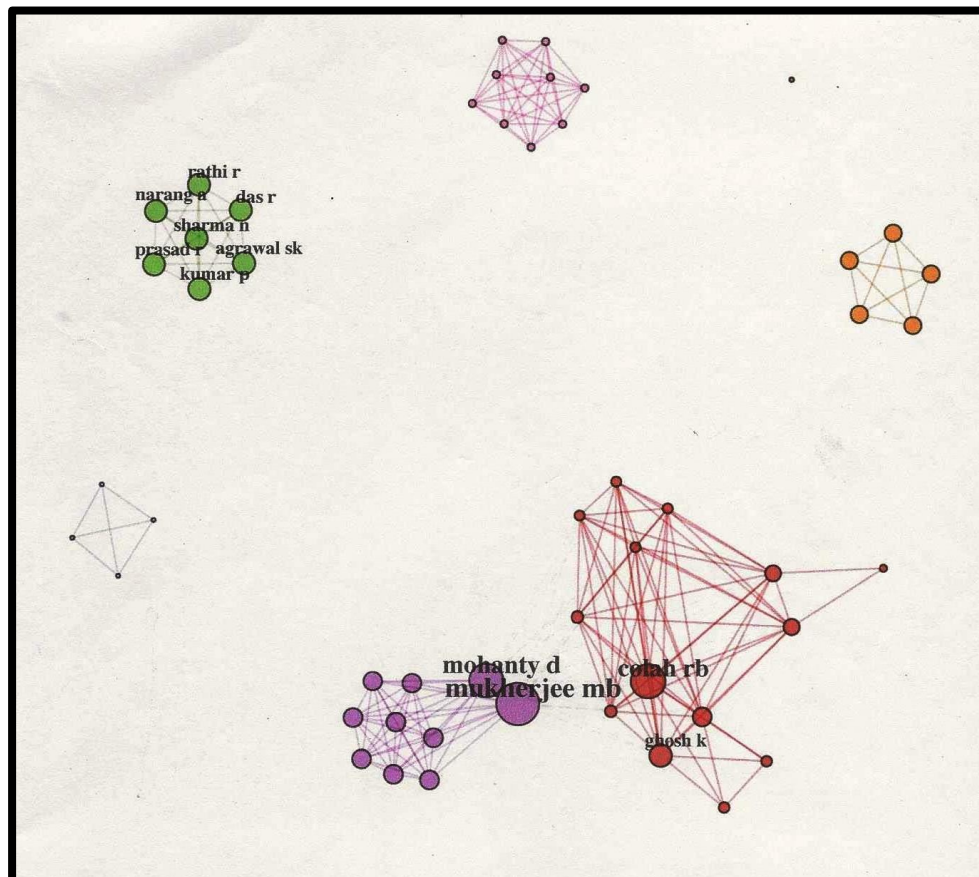 rathi r
narang a
das r
sharma n
prasad r
agrawal sk
kumar p
mohanty d
colah rb
mukherjee mb
ghosh k